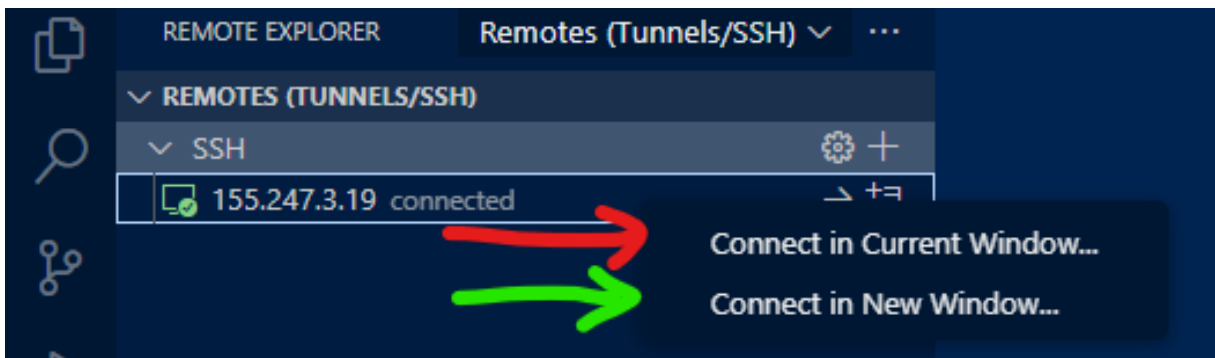 REMOTE EXPLORER Remotes (Tunnels/SSH)
REMOTES (TUNNELS/SSH)
SSH
155.247.3.19 connected
Connect in Current Window...
Connect in New Window...